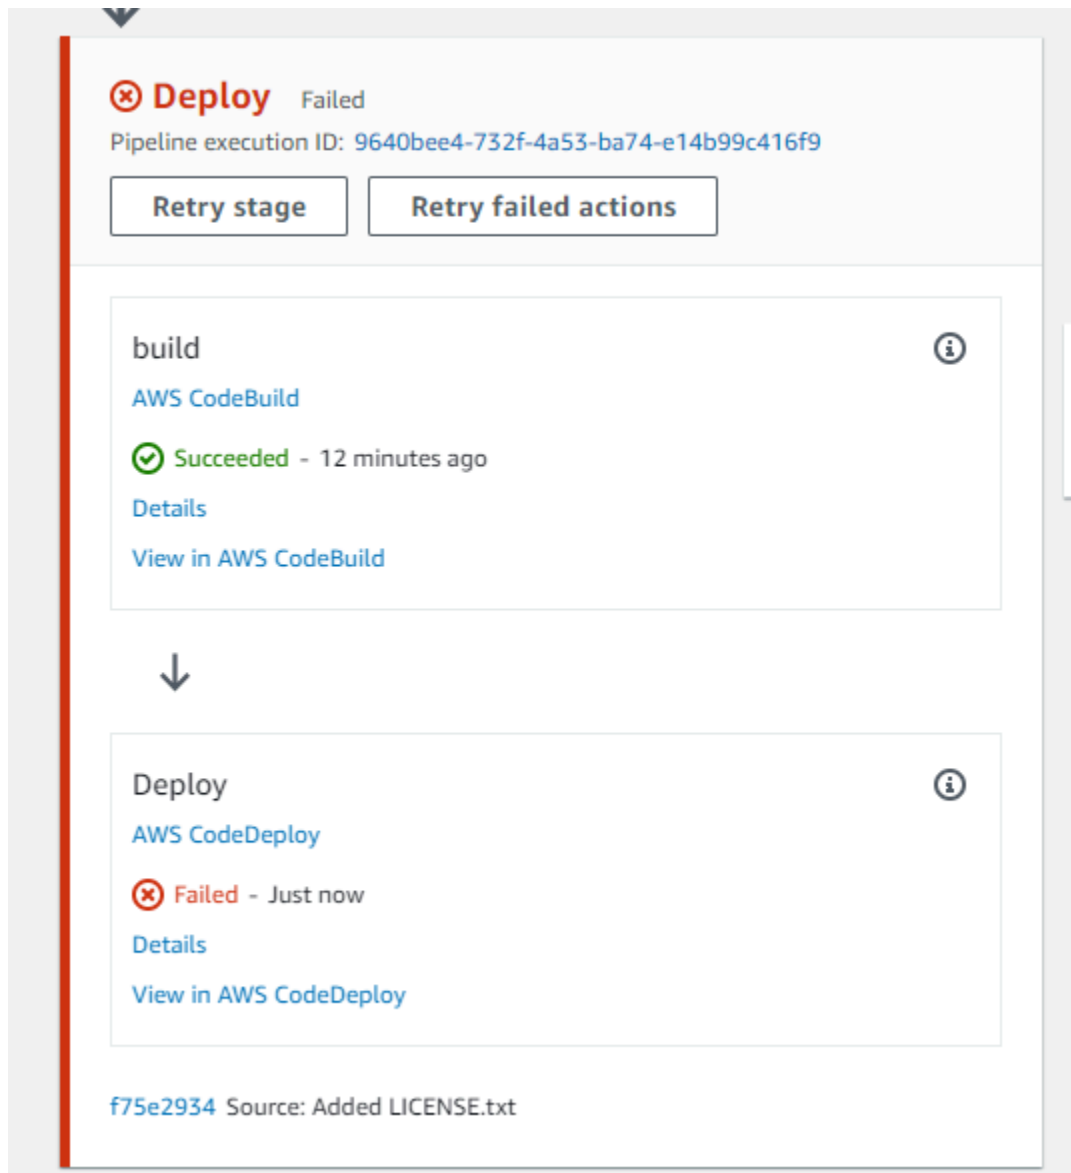 Deploy Failed
Pipeline execution ID: 9640bee4-732f-4a53-ba74-e14b99c416f9
Retry stage Retry failed actions
build
AWS CodeBuild
Succeeded - 12 minutes ago
Details
View in AWS CodeBuild
Deploy
AWS CodeDeploy
Failed - Just now
Details
View in AWS CodeDeploy
f75e2934 Source: Added LICENSE.txt